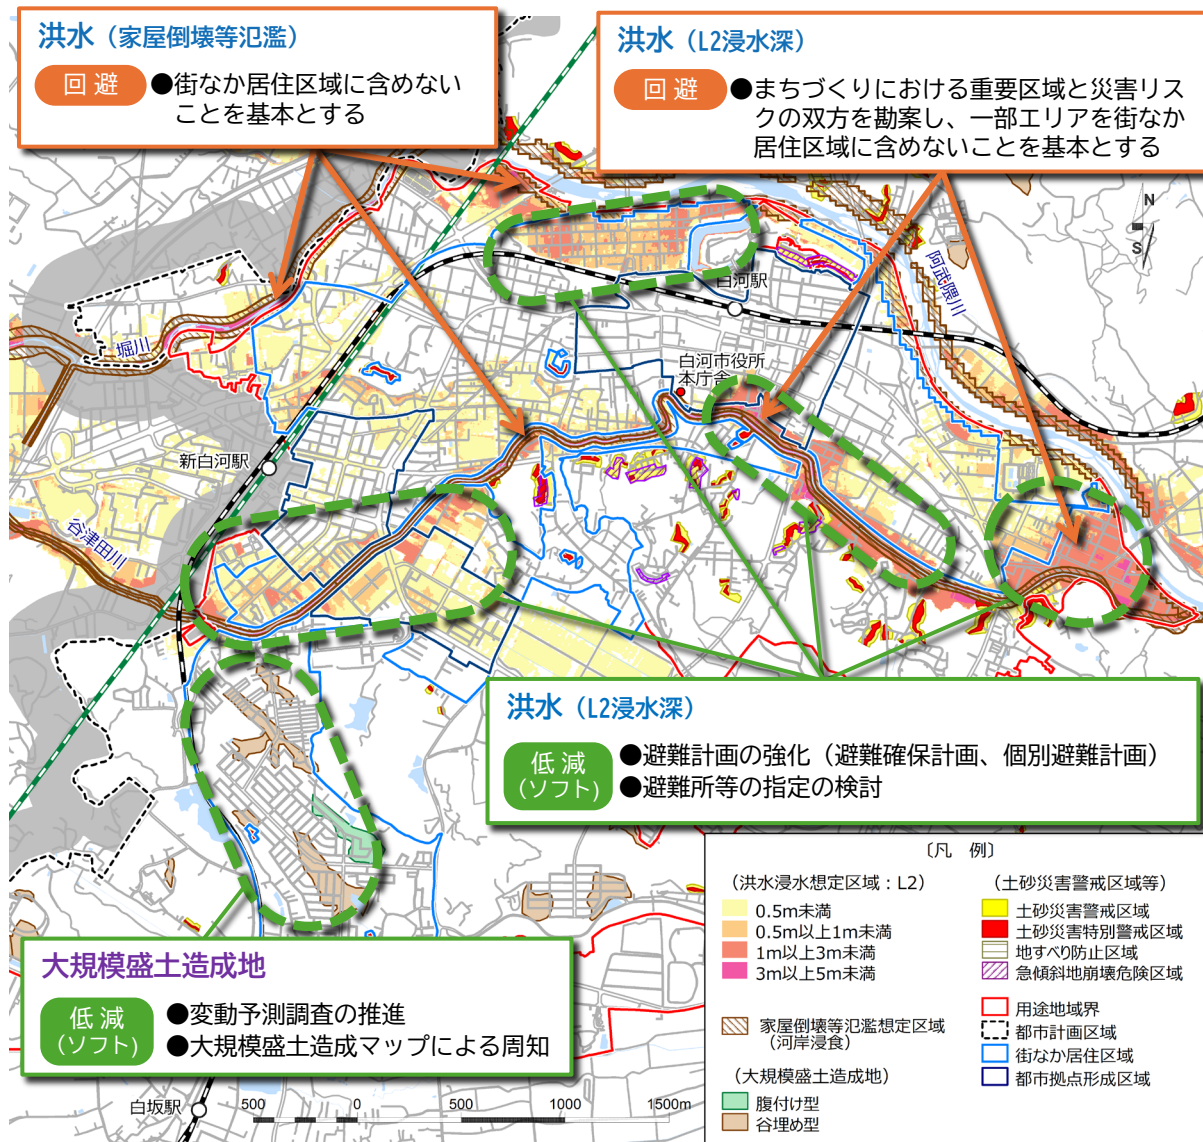 洪水（家屋倒壊等氾濫）
回 避
●街なか居住区域に含めない
ことを基本とする
洪水（L2浸水深）
回 避
●まちづくりにおける重要区域と災害リス
クの双方を勘案し、一部エリアを街なか
居住区域に含めないことを基本とする
N
S
阿武隈川
白河駅
堀川
白河市役所
本庁舎
新白河駅
谷津田川
洪水（L2浸水深）
低 減
（ソフト）
●避難計画の強化（避難確保計画、個別避難計画）
●避難所等の指定の検討
大規模盛土造成地
低 減
（ソフト）
●変動予測調査の推進
●大規模盛土造成マップによる周知
白坂駅
500 0 500 1000 1500m
〔凡 例〕
（洪水浸水想定区域：L2）
0.5m未満
0.5m以上1m未満
1m以上3m未満
3m以上5m未満
家屋倒壊等氾濫想定区域
（河岸浸食）
（大規模盛土造成地）
腹付け型
谷埋め型
（土砂災害警戒区域等）
土砂災害警戒区域
土砂災害特別警戒区域
地すべり防止区域
急傾斜地崩壊危険区域
用途地域界
都市計画区域
街なか居住区域
都市拠点形成区域